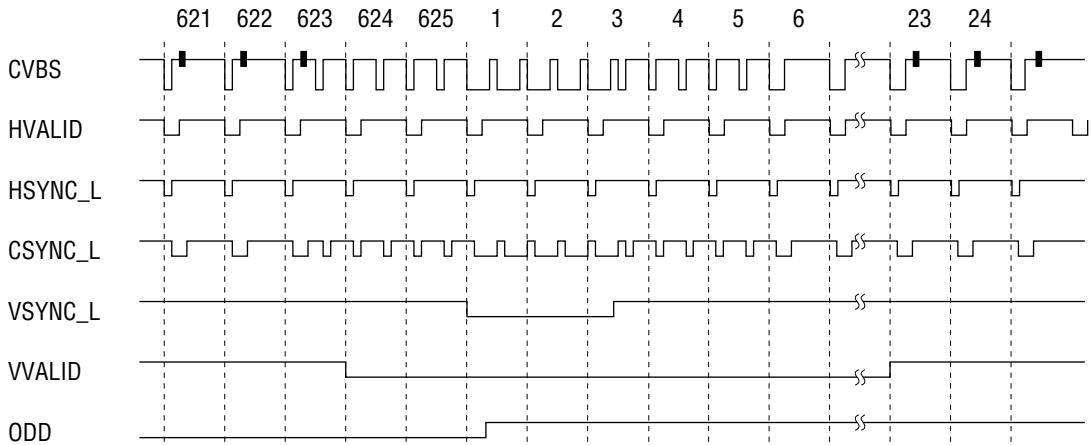 621 622 623 624 625 1 2 3 4 5 6 23 24
CVBS
HVALID
HSYNC_L
CSYNC_L
VSYNC_L
VVALID
ODD